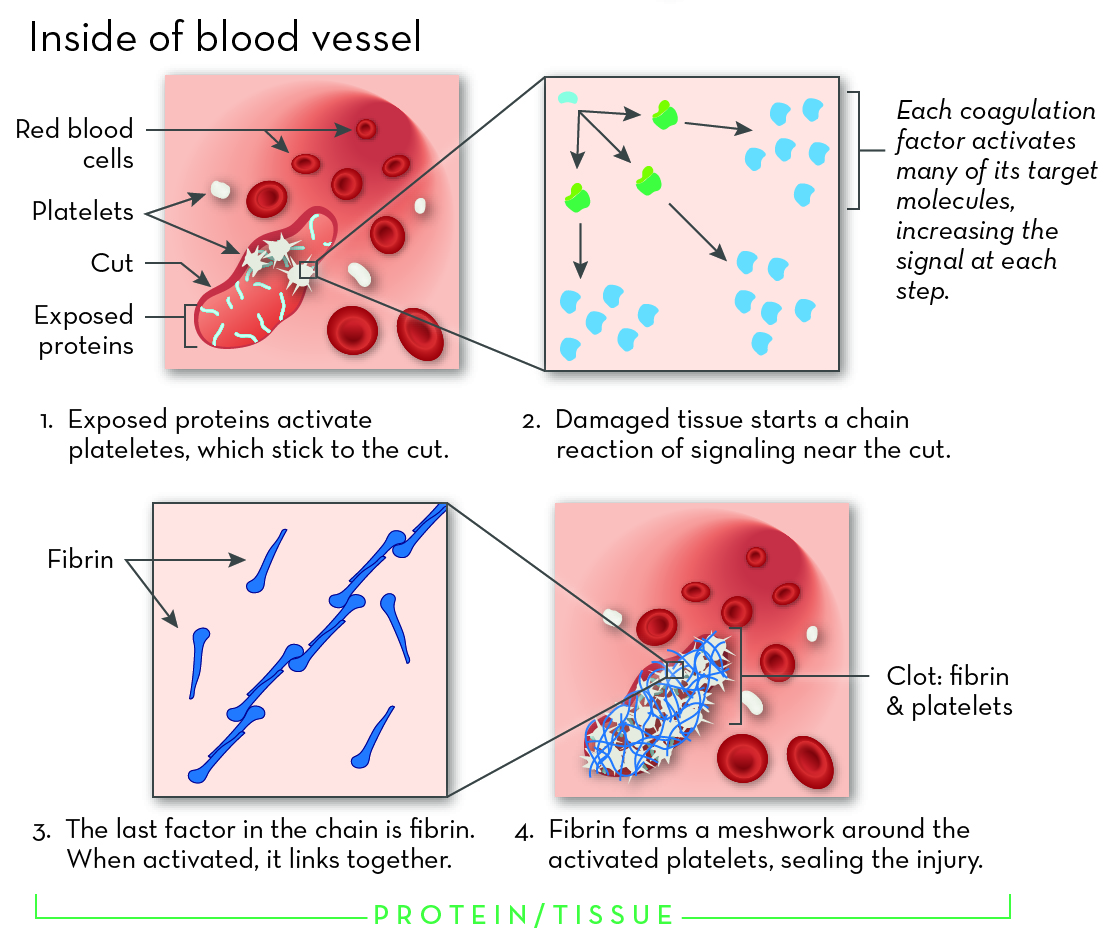 Inside of blood vessel
Red blood
cells
Platelets
Cut
Exposed
proteins
Each coagulation
factor activates
many of its target
molecules,
increasing the
signal at each
step.
1. Exposed proteins activate
plateletes, which stick to the cut.
2. Damaged tissue starts a chain
reaction of signaling near the cut.
Fibrin
Clot: fibrin
& platelets
3. The last factor in the chain is fibrin.
When activated, it links together.
4. Fibrin forms a meshwork around the
activated platelets, sealing the injury.
PROTEIN/TISSUE